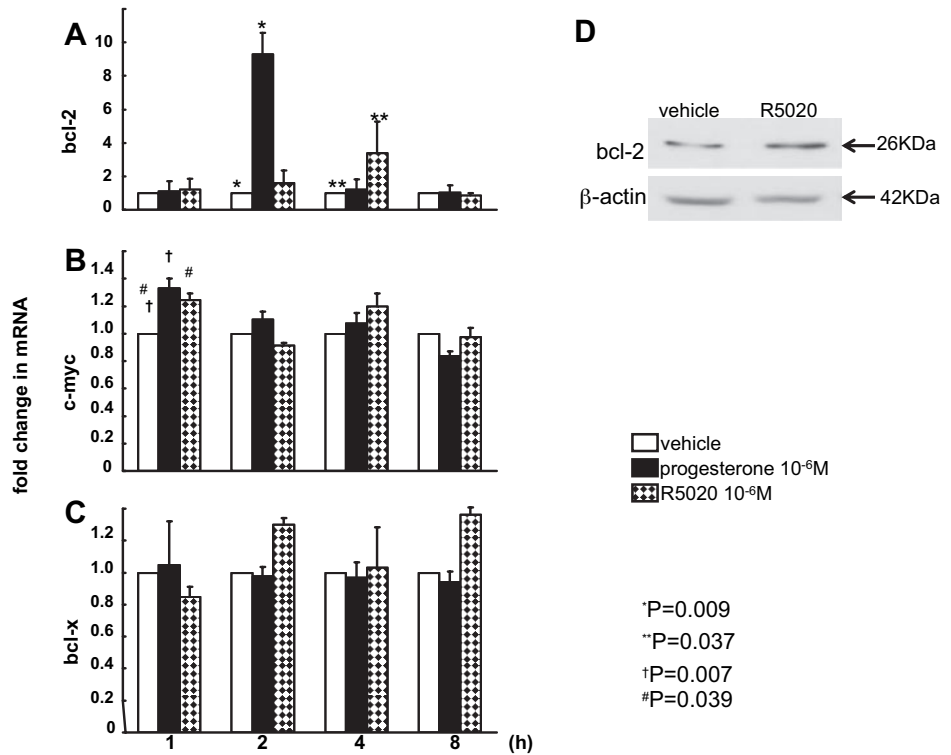 A
bcl-2
10
8
6
4
2
0
*
*
**
**
B
fold change in mRNA
c-myc
1.4
1.2
1.0
0.8
0.6
0.4
0.2
0
#
†
†
#
C
bcl-x
1.2
1.0
0.8
0.6
0.4
0.2
0
1 2 4 8 (h)
D
vehicle R5020
bcl-2 26KDa
β-actin 42KDa
vehicle
progesterone 10⁻⁶M
R5020 10⁻⁶M
*P=0.009
**P=0.037
†P=0.007
#P=0.039